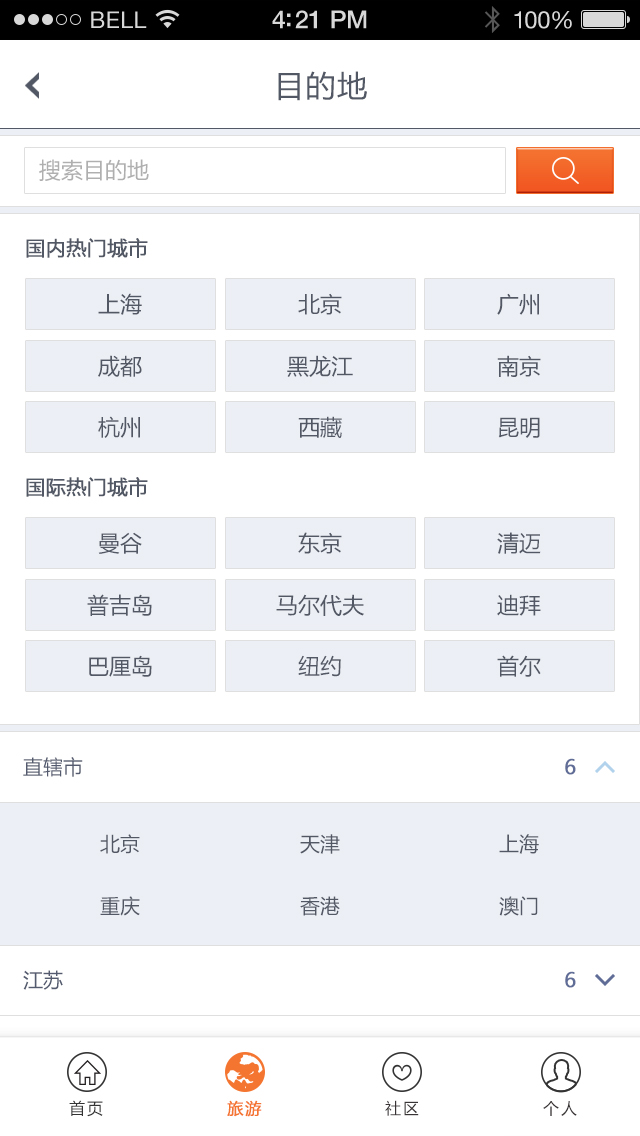 BELL 4:21 PM 100%
目的地
搜索目的地
国内热门城市
上海 北京 广州
成都 黑龙江 南京
杭州 西藏 昆明
国际热门城市
曼谷 东京 清迈
普吉岛 马尔代夫 迪拜
巴厘岛 纽约 首尔
直辖市 6
北京 天津 上海
重庆 香港 澳门
江苏 6
首页 旅游 社区 个人